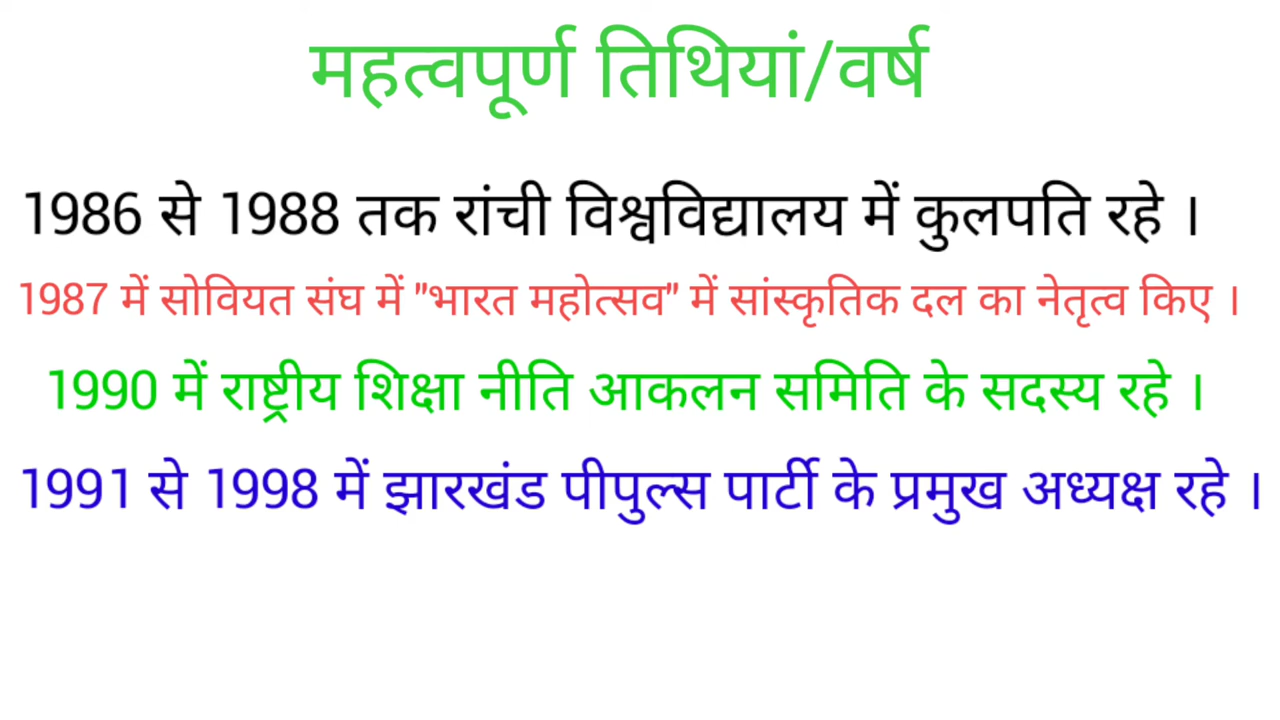 महत्वपूर्ण तिथियां/वर्ष
1986 से 1988 तक रांची विश्वविद्यालय में कुलपति रहे ।
1987 में सोवियत संघ में "भारत महोत्सव" में सांस्कृतिक दल का नेतृत्व किए ।
1990 में राष्ट्रीय शिक्षा नीति आकलन समिति के सदस्य रहे ।
1991 से 1998 में झारखंड पीपुल्स पार्टी के प्रमुख अध्यक्ष रहे ।